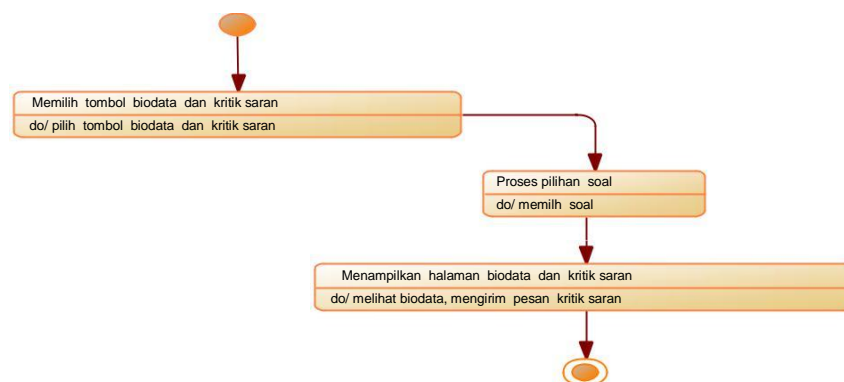 Memilih tombol biodata dan kritik saran
do/ pilih tombol biodata dan kritik saran
Proses pilihan soal
do/ memilh soal
Menampilkan halaman biodata dan kritik saran
do/ melihat biodata, mengirim pesan kritik saran